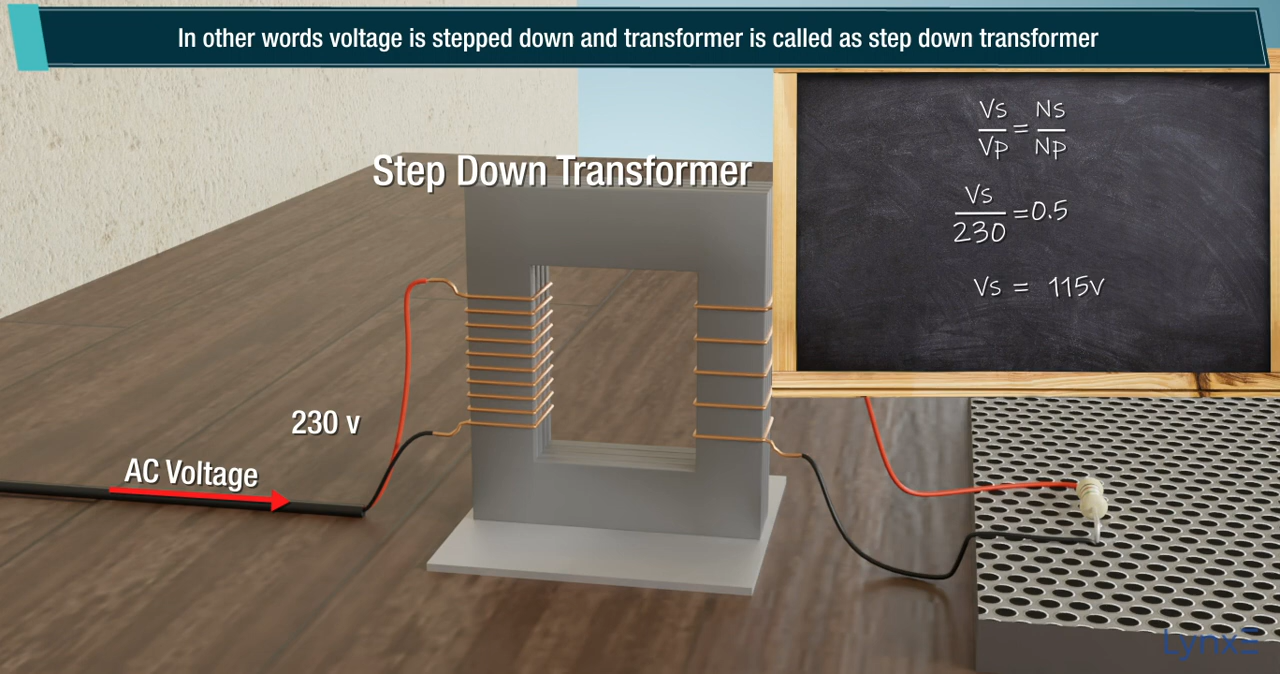 In other words voltage is stepped down and transformer is called as step down transformer
Step Down Transformer
Vs/Vp = Ns/Np
Vs/230 =0.5
Vs = 115v
230 v
AC Voltage
LynxE